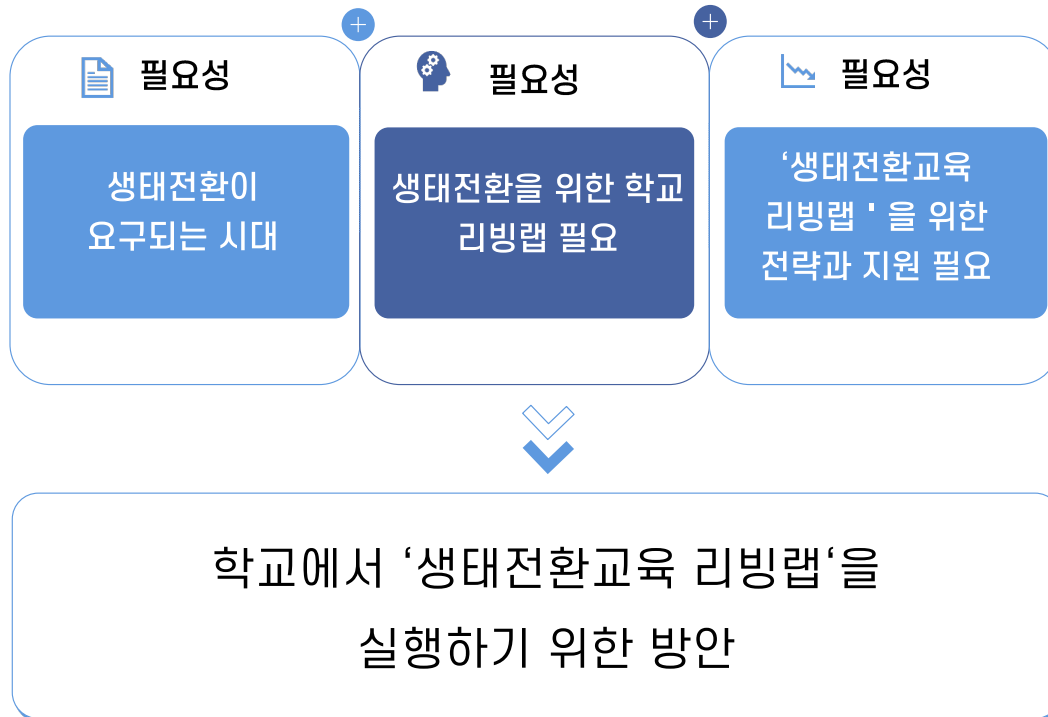 필요성
생태전환이
요구되는 시대
필요성
생태전환을 위한 학교
리빙랩 필요
필요성
‘생태전환교육
리빙랩 ' 을 위한
전략과 지원 필요
학교에서 ‘생태전환교육 리빙랩‘을
실행하기 위한 방안